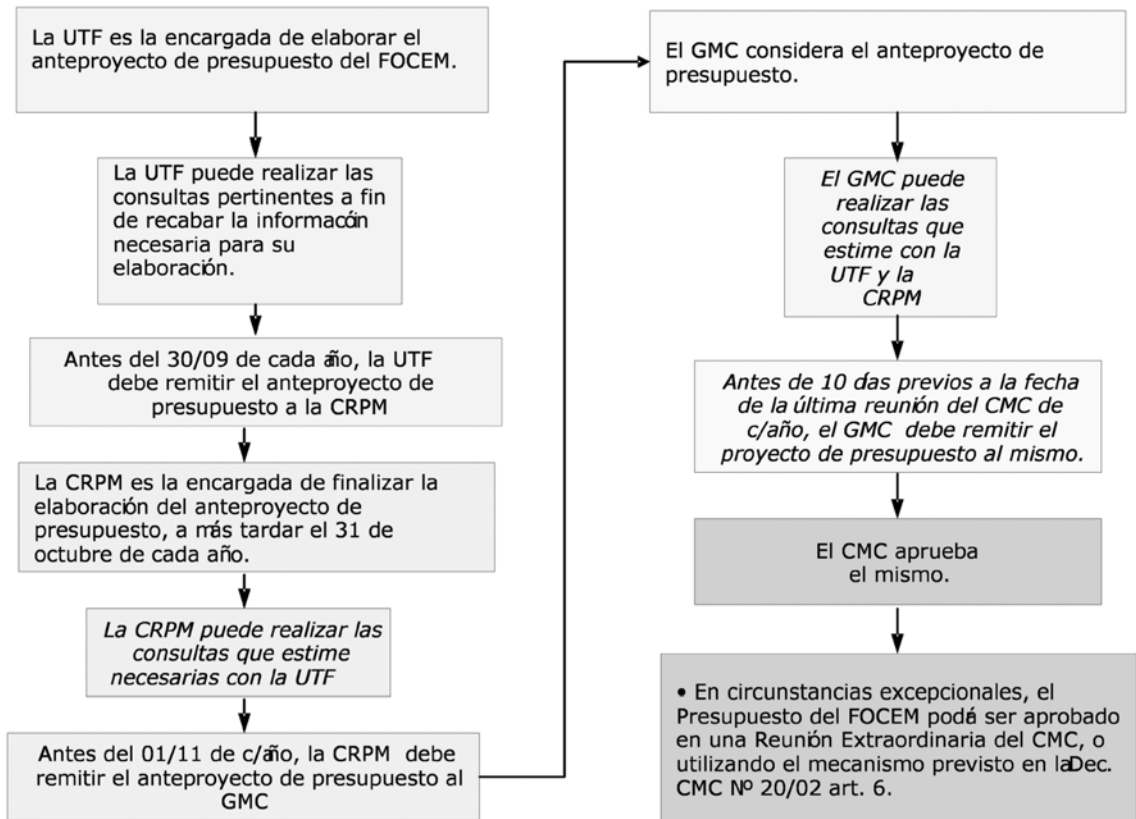 La UTF es la encargada de elaborar el
anteproyecto de presupuesto del FOCEM.
La UTF puede realizar las
consultas pertinentes a fin
de recabar la informacón
necesaria para su
elaboración.
Antes del 30/09 de cada año, la UTF
debe remitir el anteproyecto de
presupuesto a la CRPM
La CRPM es la encargada de finalizar la
elaboración del anteproyecto de
presupuesto, a más tardar el 31 de
octubre de cada año.
La CRPM puede realizar las
consultas que estime
necesarias con la UTF
Antes del 01/11 de c/año, la CRPM debe
remitir el anteproyecto de presupuesto al
GMC
El GMC considera el anteproyecto de
presupuesto.
El GMC puede
realizar las
consultas que
estime con la
UTF y la
CRPM
Antes de 10 días previos a la fecha
de la última reunión del CMC de
c/año, el GMC debe remitir el
proyecto de presupuesto al mismo.
El CMC aprueba
el mismo.
• En circunstancias excepcionales, el
Presupuesto del FOCEM podá ser aprobado
en una Reunión Extraordinaria del CMC, o
utilizando el mecanismo previsto en laDec.
CMC Nº 20/02 art. 6.